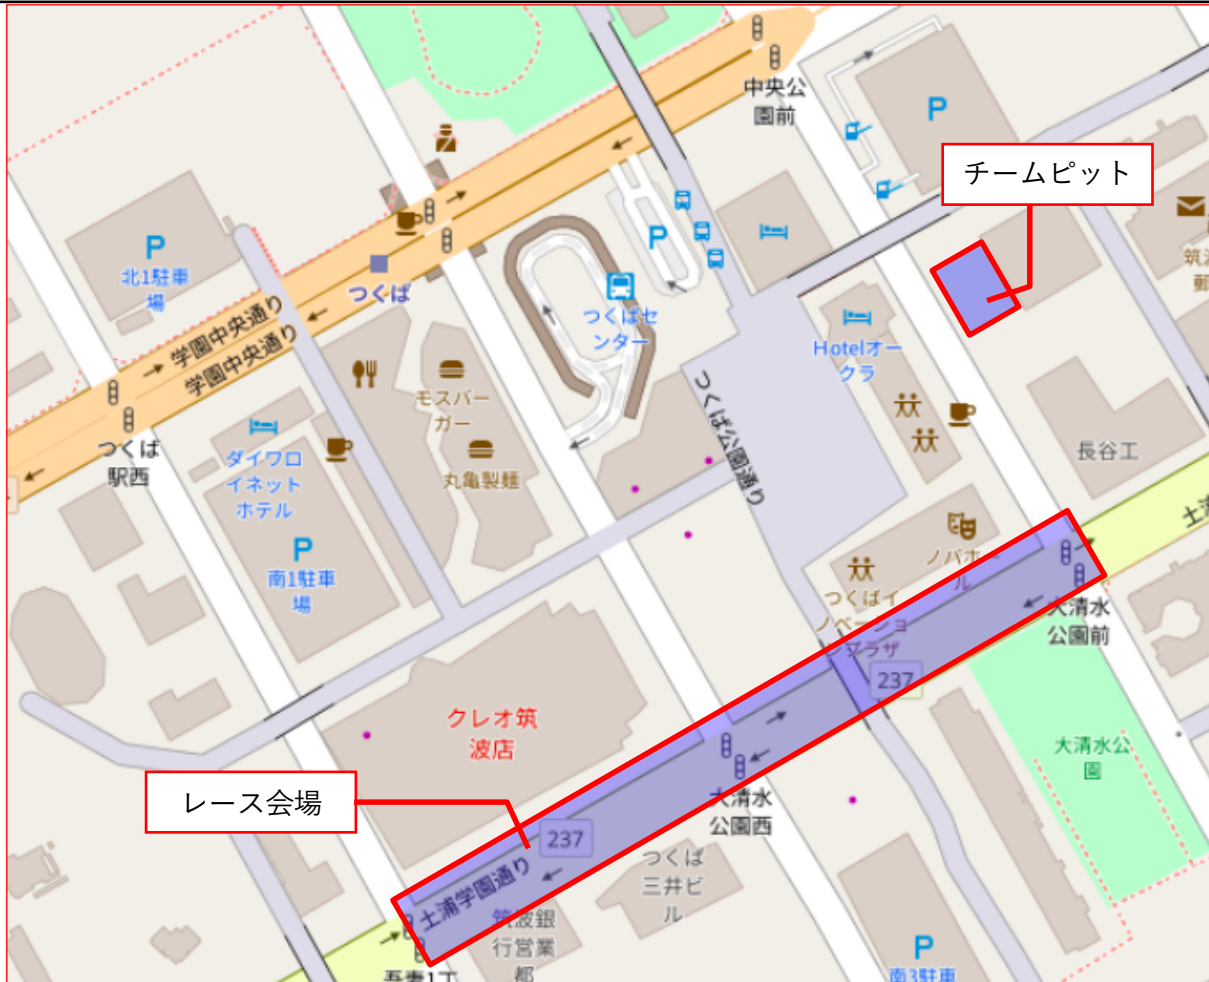 中央公
園前
P
チームピット
P
北1駐車
場
つくば
P
つくばセ
ンター
学園中央通り
学園中央通り
Hotelオー
クラ
モスバー
ガー
丸亀製麺
つくば
駅西
ダイワロ
イネット
ホテル
P
南1駐車
場
つくば公園通り
長谷工
ノバホー
ル
つくばイ
ノベーショ
ンプラザ
大清水
公園前
237
クレオ筑
波店
大清水公
園
レース会場
大清水
公園西
237
土浦学園通り
つくば
三井ビ
ル
筑波銀
行営業
都
吾妻1丁
P
南3駐車